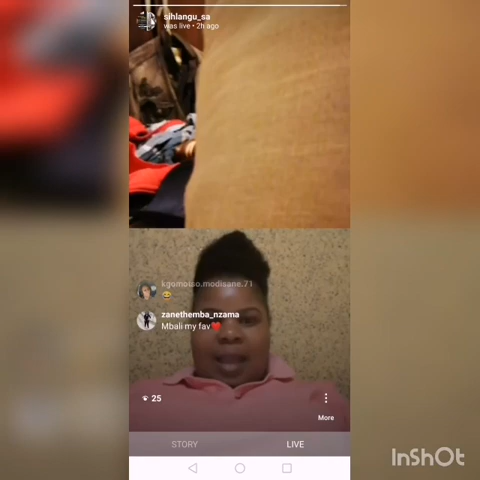 sihlangu_sa
was live • 2h ago
kgomotso.modisane.71
😂
zanethemba_nzama
Mbali my fav❤️
25
More
STORY
LIVE
InShOt